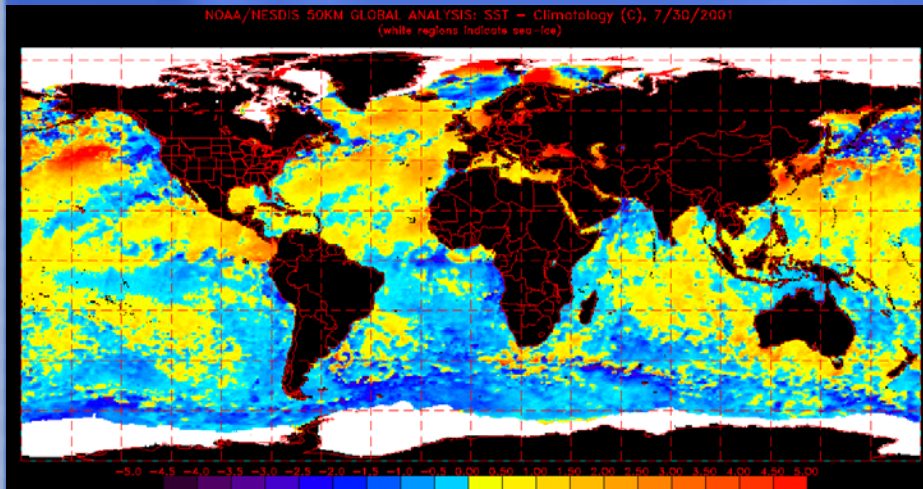 NOAA/NESDIS 50KM GLOBAL ANALYSIS: SST - Climatology (C), 7/30/2001
(white regions indicate sea-ice)
-5.0 -4.5 -4.0 -3.5 -3.0 -2.5 -2.0 -1.5 -1.0 -0.5 0.00 0.50 1.00 1.50 2.00 2.50 3.00 3.50 4.00 4.50 5.00